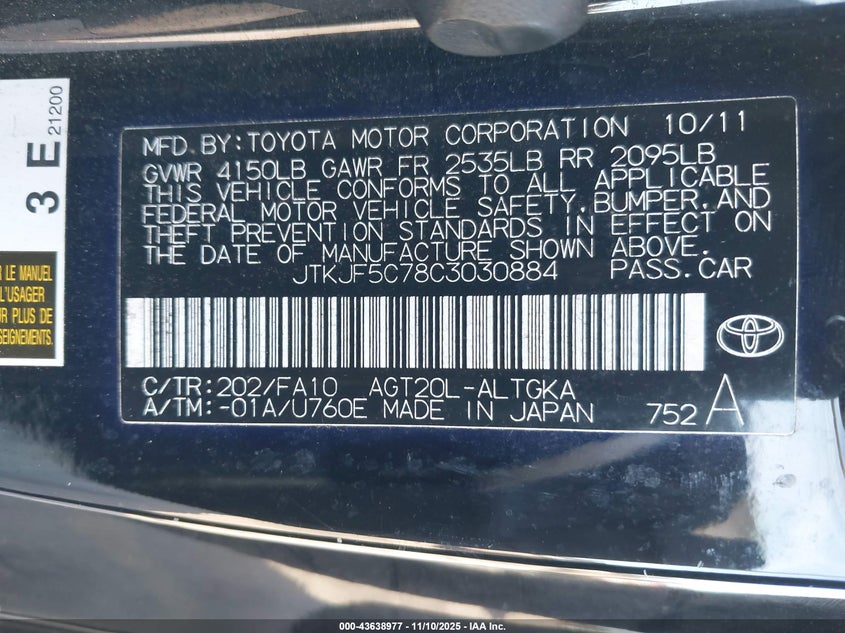 3 E
21200
R LE MANUEL
L'USAGER
UR PLUS DE
SEIGNEMENTS.
MFD BY:TOYOTA MOTOR CORPORATION 10/11
GVWR 4150LB GAWR FR 2535LB RR 2095LB
THIS VEHICLE CONFORMS TO ALL APPLICABLE
FEDERAL MOTOR VEHICLE SAFETY,BUMPER,AND
THEFT PREVENTION STANDARDS IN EFFECT ON
THE DATE OF MANUFACTURE SHOWN ABOVE.
JTKJF5C78C3030884 PASS.CAR
C/TR:202/FA10 AGT20L-ALTGKA
A/TM:-01A/U760E MADE IN JAPAN 752 A
000-43638977 - 11/10/2025 - IAA Inc.